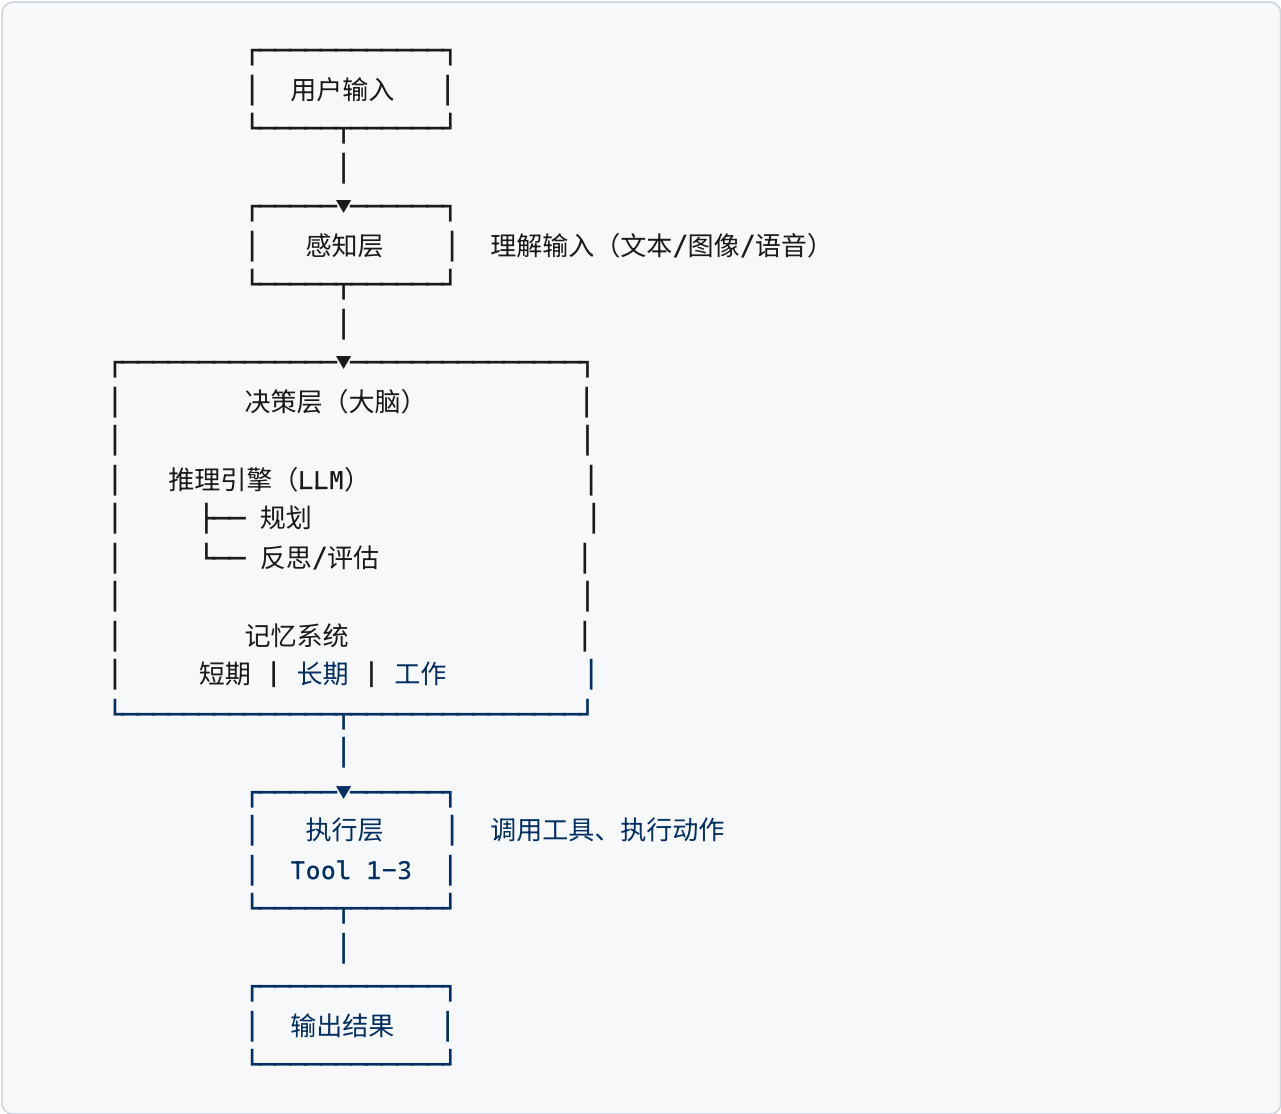 用户输入
感知层 理解输入（文本/图像/语音）
决策层（大脑）
推理引擎（LLM）
├── 规划
└── 反思/评估
记忆系统
短期 | 长期 | 工作
执行层 调用工具、执行动作
Tool 1-3
输出结果